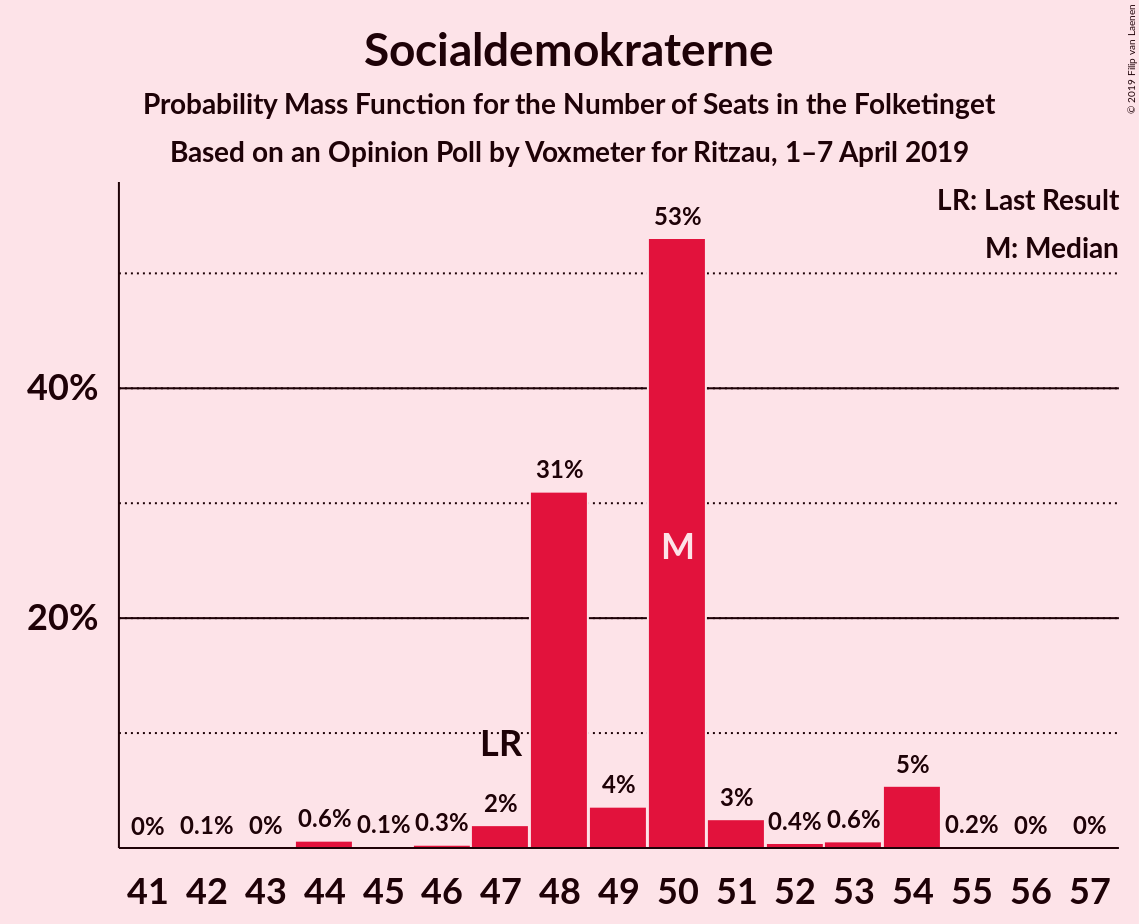 Socialdemokraterne
Probability Mass Function for the Number of Seats in the Folketinget
Based on an Opinion Poll by Voxmeter for Ritzau, 1–7 April 2019
© 2019 Filip van Laenen
LR: Last Result
M: Median
53%
40%
31%
M
20%
LR
0% 0.1% 0% 0.6% 0.1% 0.3% 2% 4% 3% 0.4% 0.6% 5% 0.2% 0% 0%
41 42 43 44 45 46 47 48 49 50 51 52 53 54 55 56 57